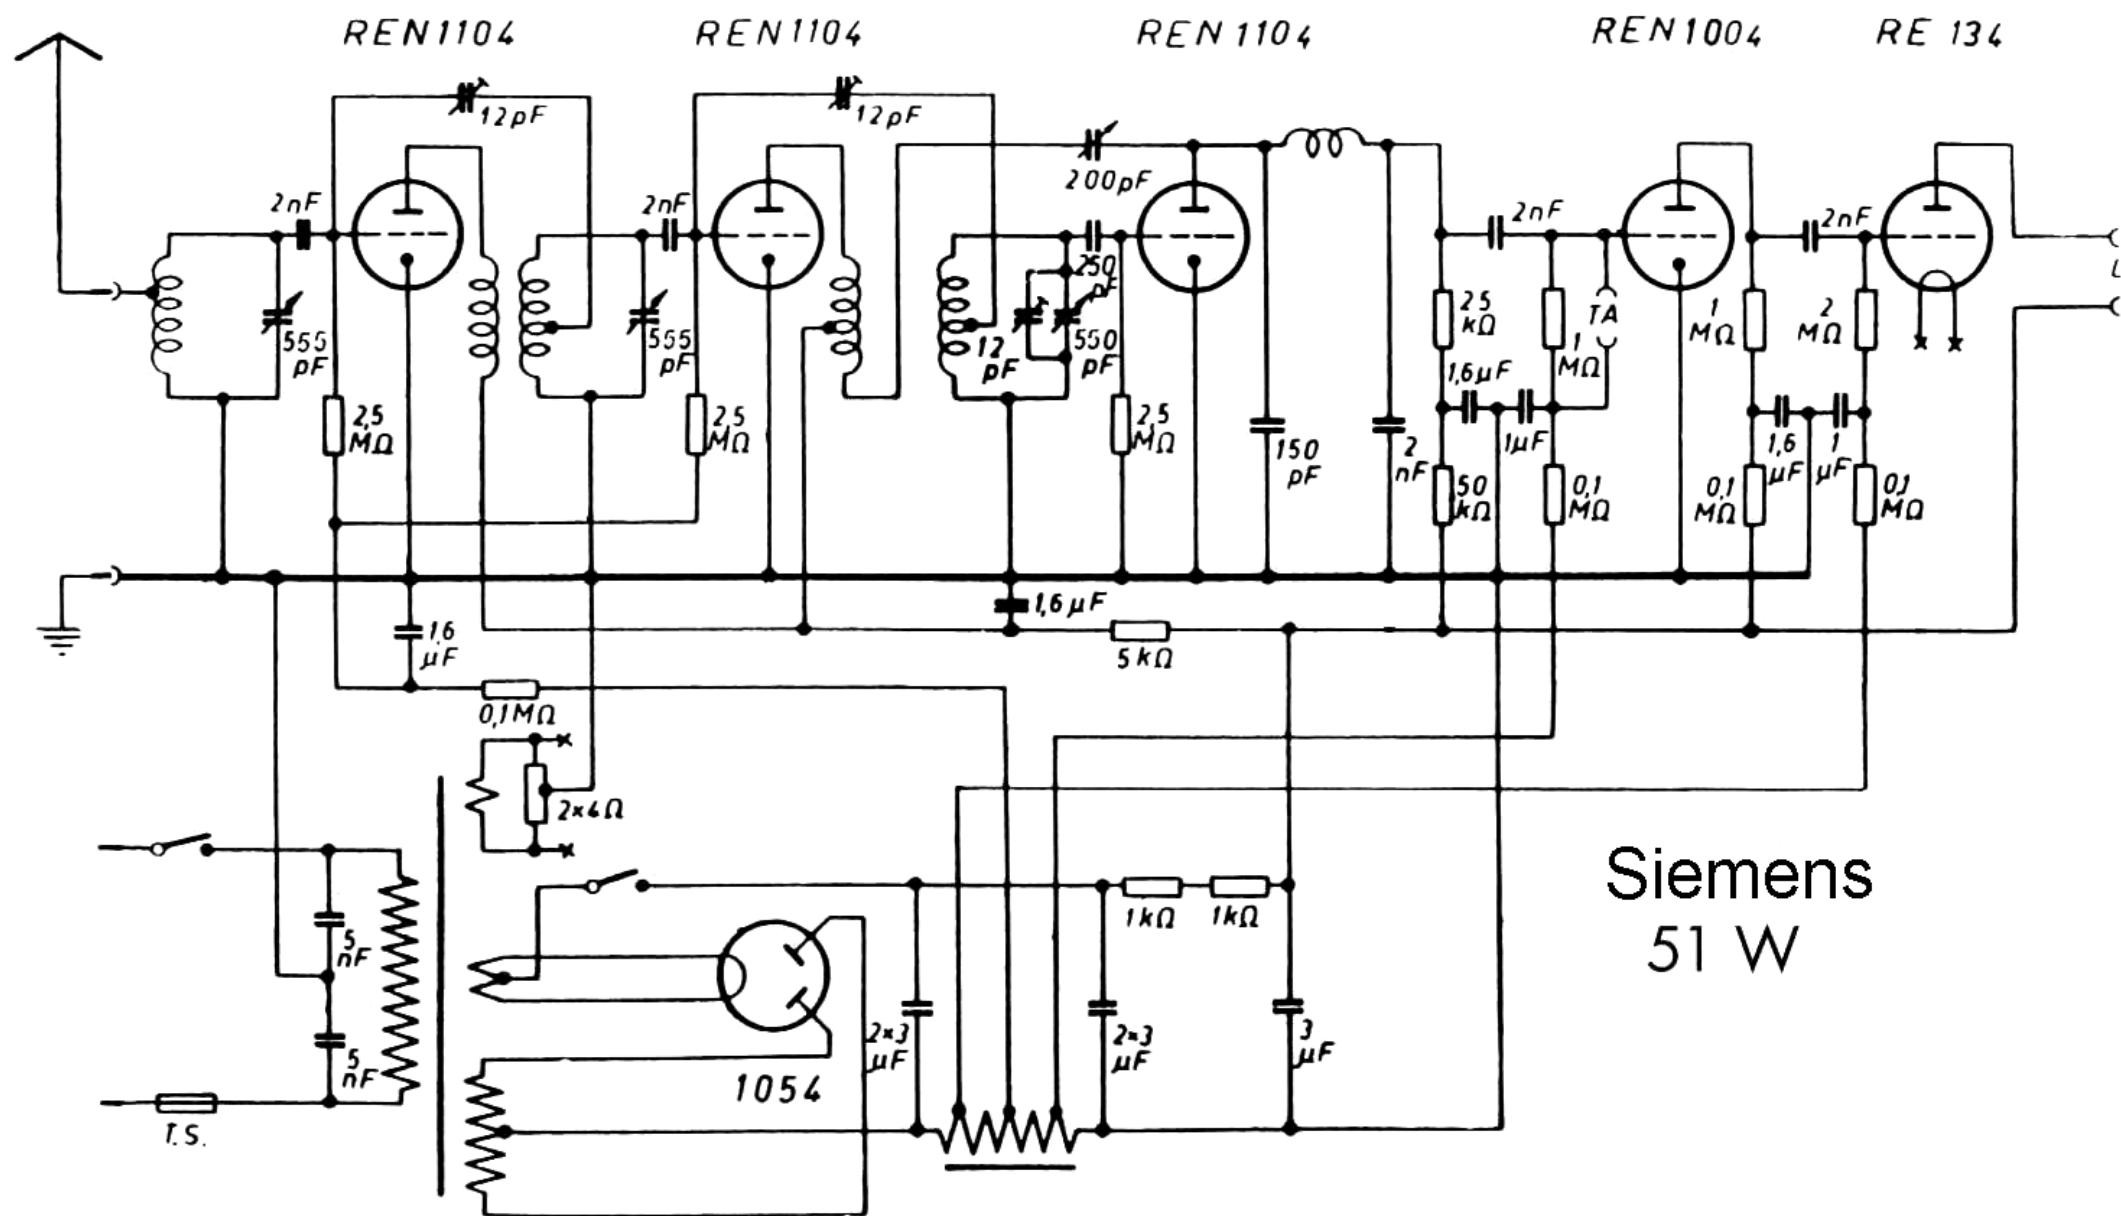 REN1104
REN1104
REN 1104
REN1004
RE 134
12pF
12pF
200pF
2nF
2nF
250
pF
2nF
2nF
555
pF
555
pF
12
pF
550
pF
25
kΩ
1
MΩ
TA
1
MΩ
2
MΩ
L
2,5
MΩ
2,5
MΩ
2,5
MΩ
150
pF
2
nF
1,6µF
1µF
1,6
µF
1
µF
50
kΩ
0,1
MΩ
0,1
MΩ
0,1
MΩ
1,6
µF
1,6µF
5kΩ
0,1MΩ
2×4Ω
5
nF
5
nF
T.S.
1054
2×3
µF
2×3
µF
1kΩ
1kΩ
3
µF
Siemens
51 W